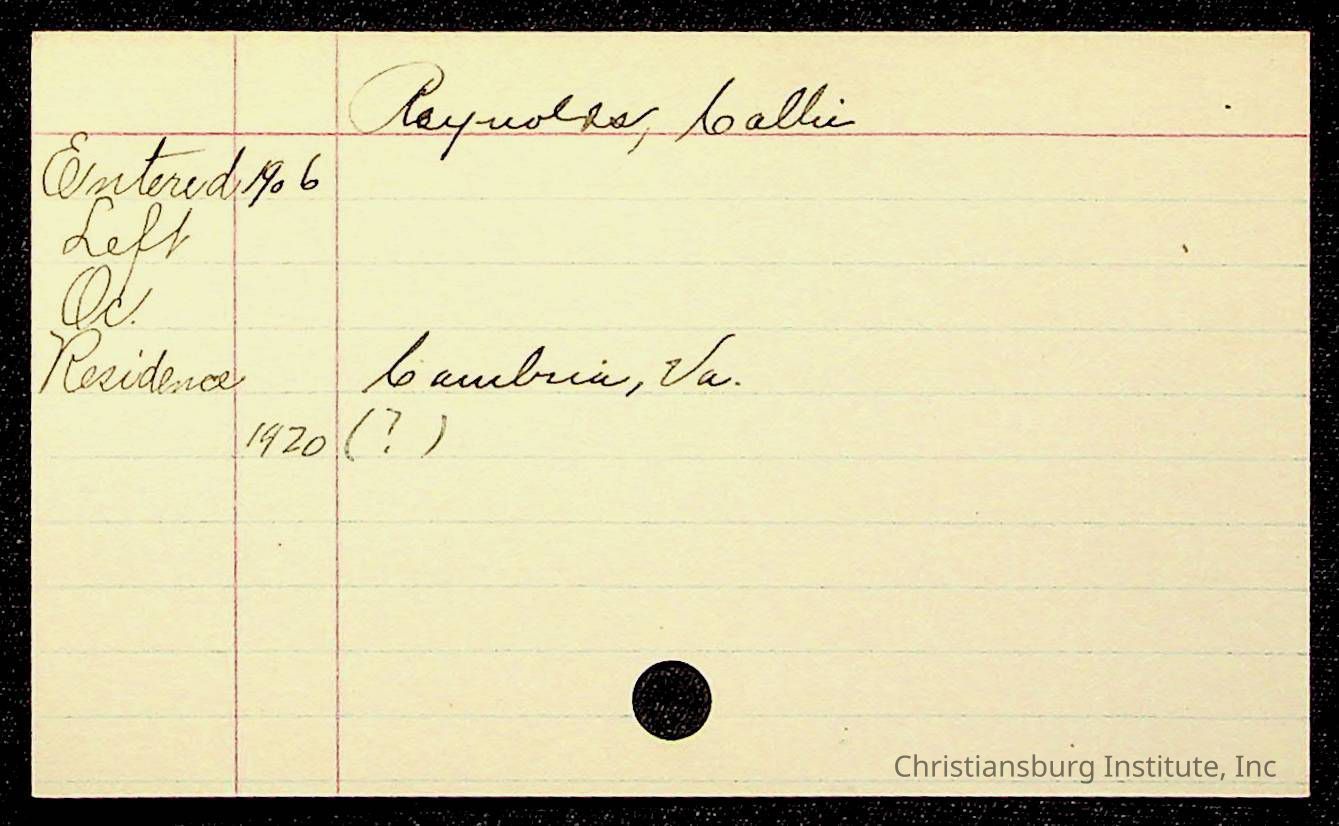 Reynolds, Callie
Entered 1906
Left
Oc.
Residence Cambria, Va.
1920 (?)
Christiansburg Institute, Inc